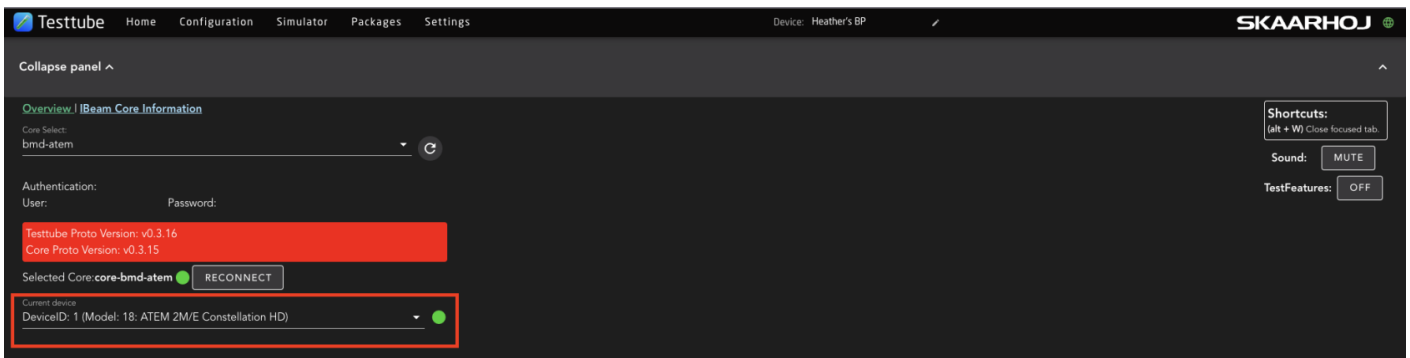 Testtube Home Configuration Simulator Packages Settings Device: Heather's BP SKAARHOJ
Collapse panel
Overview | IBeam Core Information
Core Select:
bmd-atem
Authentication:
User: Password:
Testtube Proto Version: v0.3.16
Core Proto Version: v0.3.15
Selected Core:core-bmd-atem RECONNECT
Current device
DeviceID: 1 (Model: 18: ATEM 2M/E Constellation HD)
Shortcuts:
(alt + W) Close focused tab.
Sound: MUTE
TestFeatures: OFF